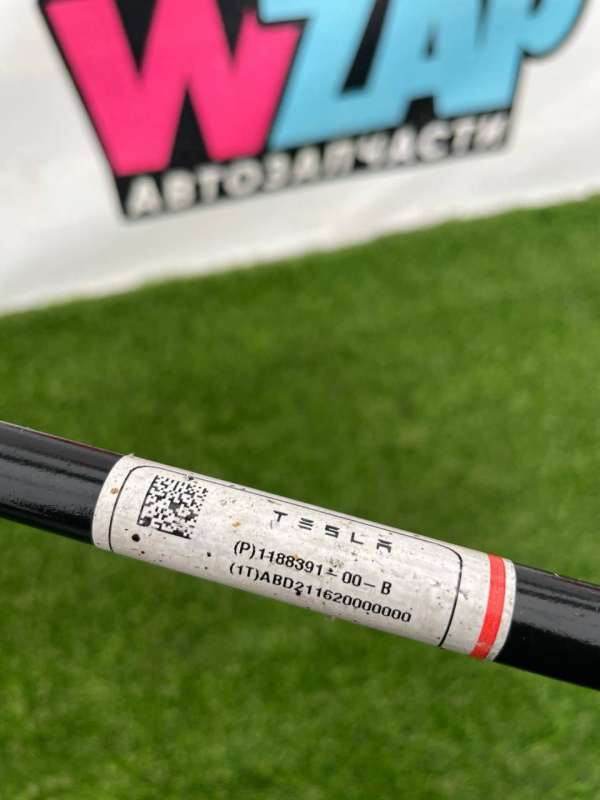 WZAP
АВТОЗАПЧАСТИ
TESLA
(P)1188391-00-B
(1T)ABD211620000000